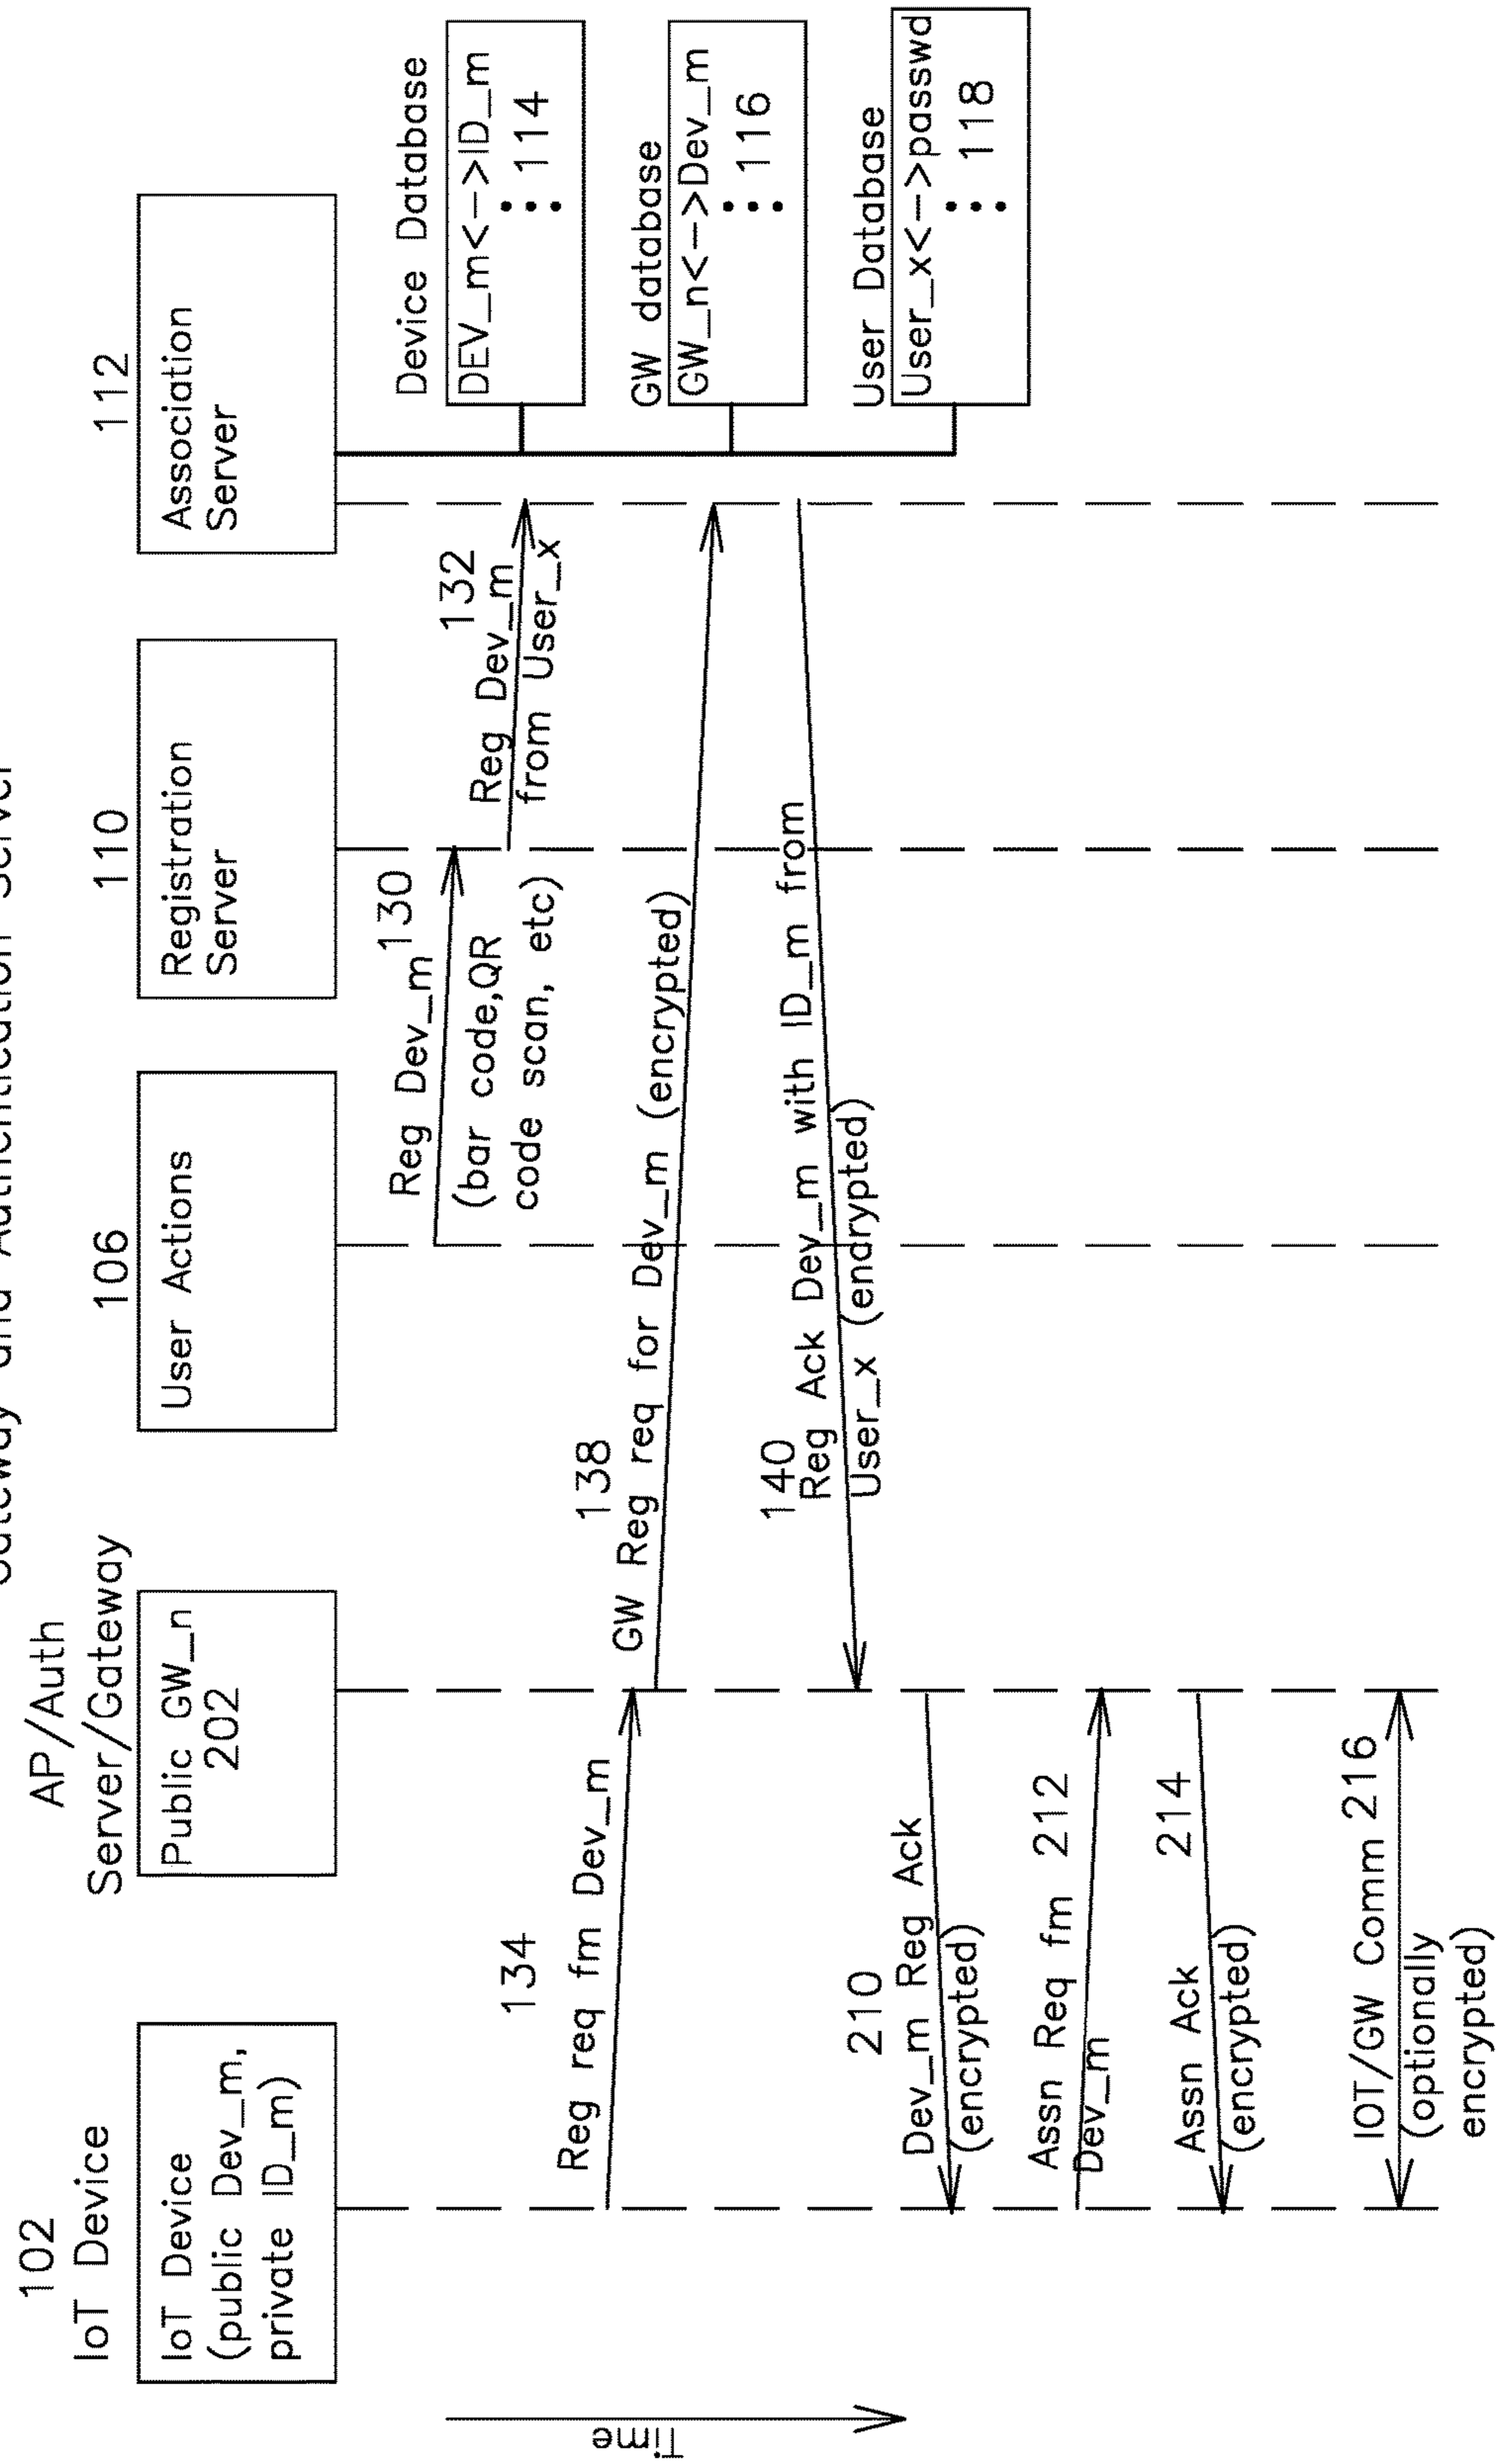 Gateway and Authentication Server
102
IoT Device
AP/Auth
Server/Gateway
106
110
112
IoT Device
(public Dev_m,
private ID_m)
Public GW_n
202
User Actions
Registration
Server
Association
Server
Time
Device Database
DEV_m<->ID_m
114
GW database
GW_n<->Dev_m
116
User Database
User_x<->passwd
118
Reg Dev_m 130
(bar code,QR
code scan, etc)
132
Reg Dev_m
from User_x
134
Reg req fm Dev_m
138
GW Reg req for Dev_m (encrypted)
140
Reg Ack Dev_m with ID_m from
User_x (encrypted)
210
Dev_m Reg Ack
(encrypted)
Assn Req fm 212
Dev_m
214
Assn Ack
(encrypted)
IOT/GW Comm 216
(optionally
encrypted)